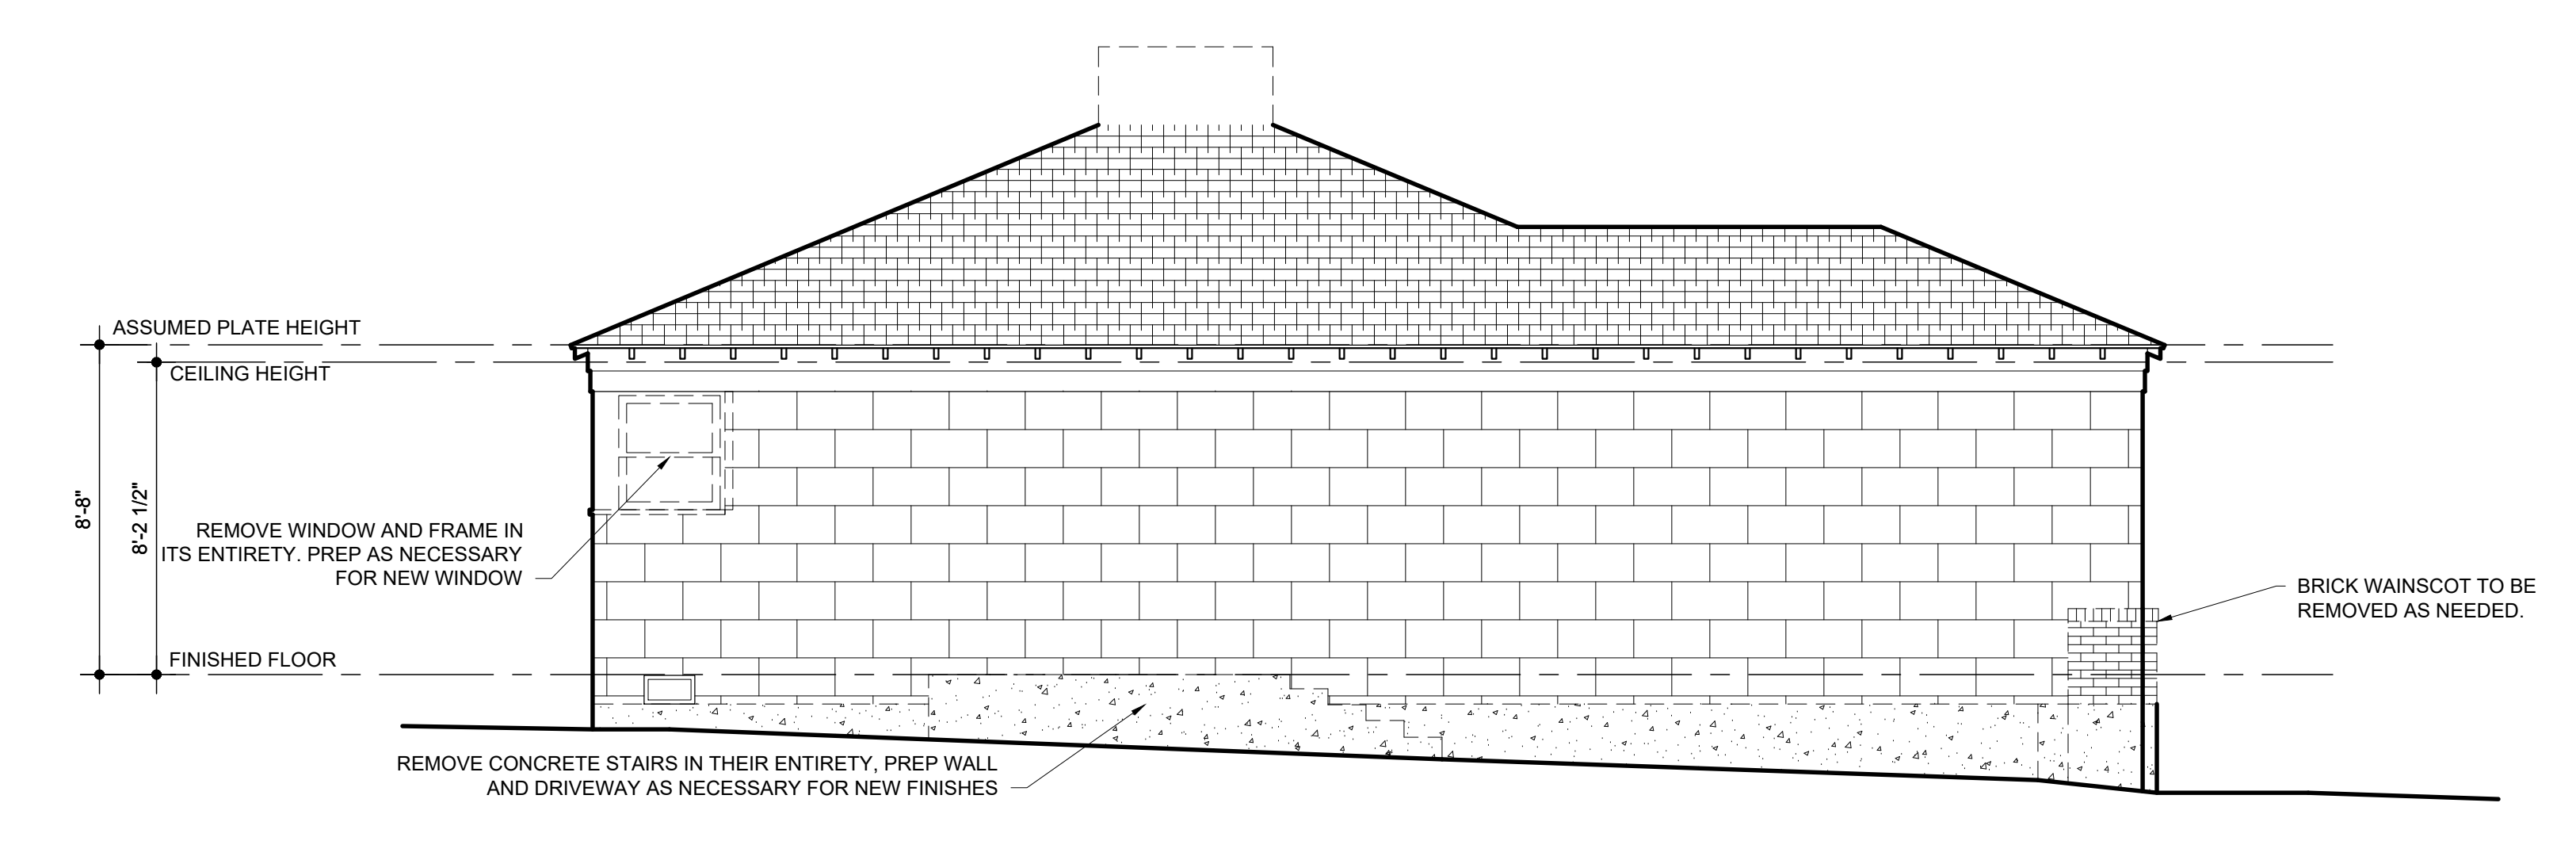 ASSUMED PLATE HEIGHT
CEILING HEIGHT
8'-8"
8'-2 1/2"
REMOVE WINDOW AND FRAME IN
ITS ENTIRETY. PREP AS NECESSARY
FOR NEW WINDOW
BRICK WAINSCOT TO BE
REMOVED AS NEEDED.
FINISHED FLOOR
REMOVE CONCRETE STAIRS IN THEIR ENTIRETY, PREP WALL
AND DRIVEWAY AS NECESSARY FOR NEW FINISHES